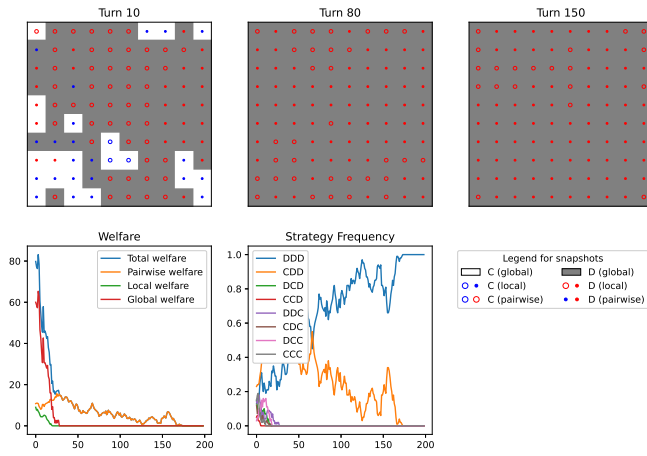 Turn 10
Turn 80
Turn 150
Welfare
80
60
40
20
0
0
50
100
150
200
Total welfare
Pairwise welfare
Local welfare
Global welfare
Strategy Frequency
1.0
0.8
0.6
0.4
0.2
0.0
0
50
100
150
200
DDD
CDD
DCD
CCD
DDC
CDC
DCC
CCC
Legend for snapshots
C (global)
D (global)
C (local)
D (local)
C (pairwise)
D (pairwise)